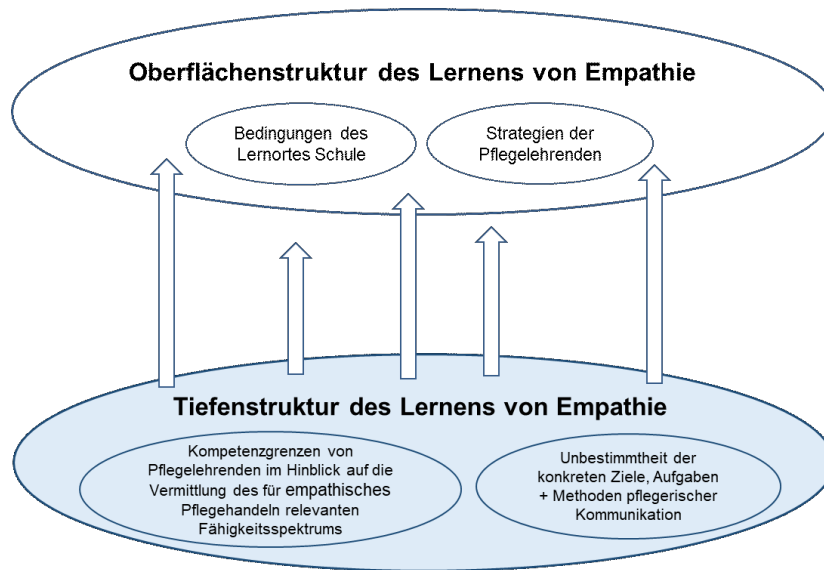 Oberflächenstruktur des Lernens von Empathie
Bedingungen des
Lernortes Schule
Strategien der
Pflegelehrenden
Tiefenstruktur des Lernens von Empathie
Kompetenzgrenzen von
Pflegelehrenden im Hinblick auf die
Vermittlung des für empathisches
Pflegehandeln relevanten
Fähigkeitsspektrums
Unbestimmtheit der
konkreten Ziele, Aufgaben
+ Methoden pflegerischer
Kommunikation